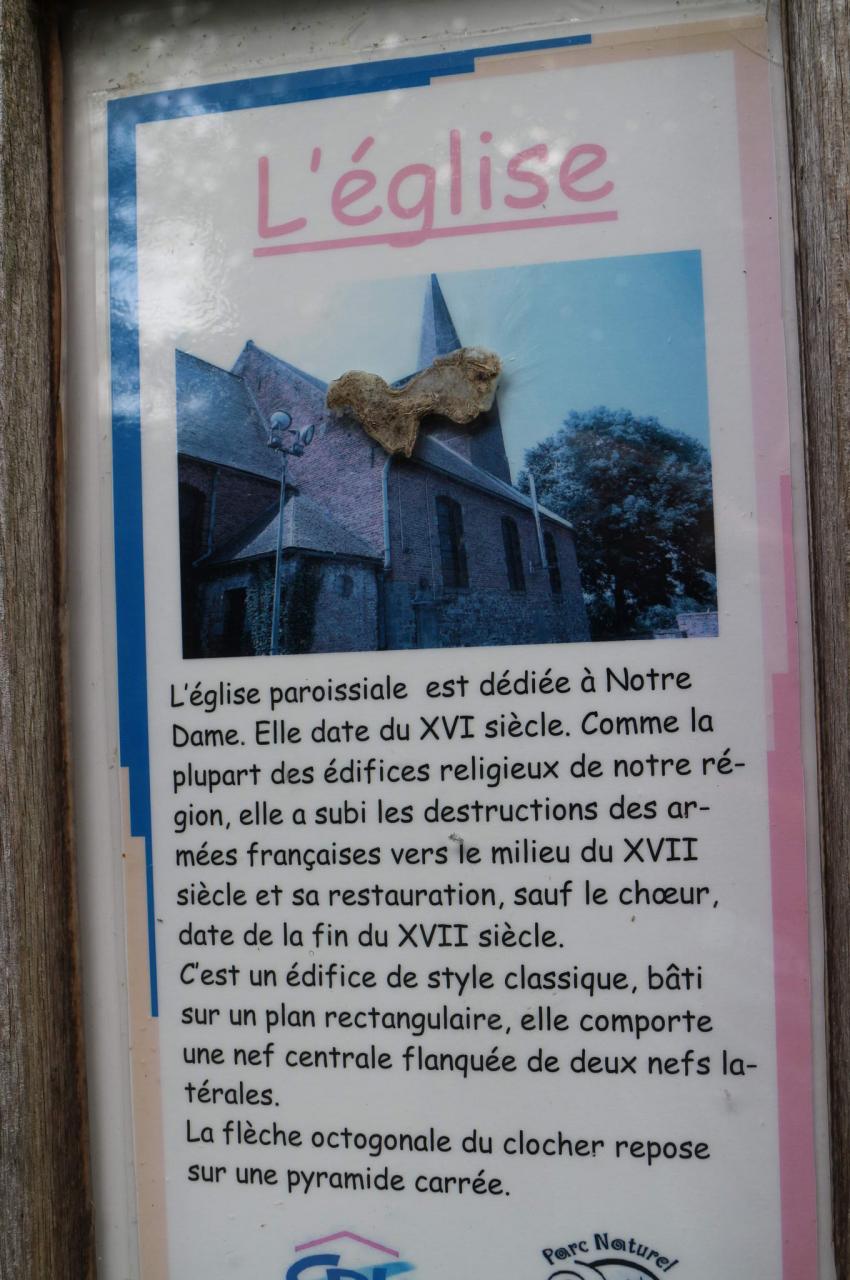 L'église
L'église paroissiale est dédiée à Notre
Dame. Elle date du XVI siècle. Comme la
plupart des édifices religieux de notre ré-
gion, elle a subi les destructions des ar-
mées françaises vers le milieu du XVII
siècle et sa restauration, sauf le chœur,
date de la fin du XVII siècle.
C'est un édifice de style classique, bâti
sur un plan rectangulaire, elle comporte
une nef centrale flanquée de deux nefs la-
térales.
La flèche octogonale du clocher repose
sur une pyramide carrée.
Parc Naturel